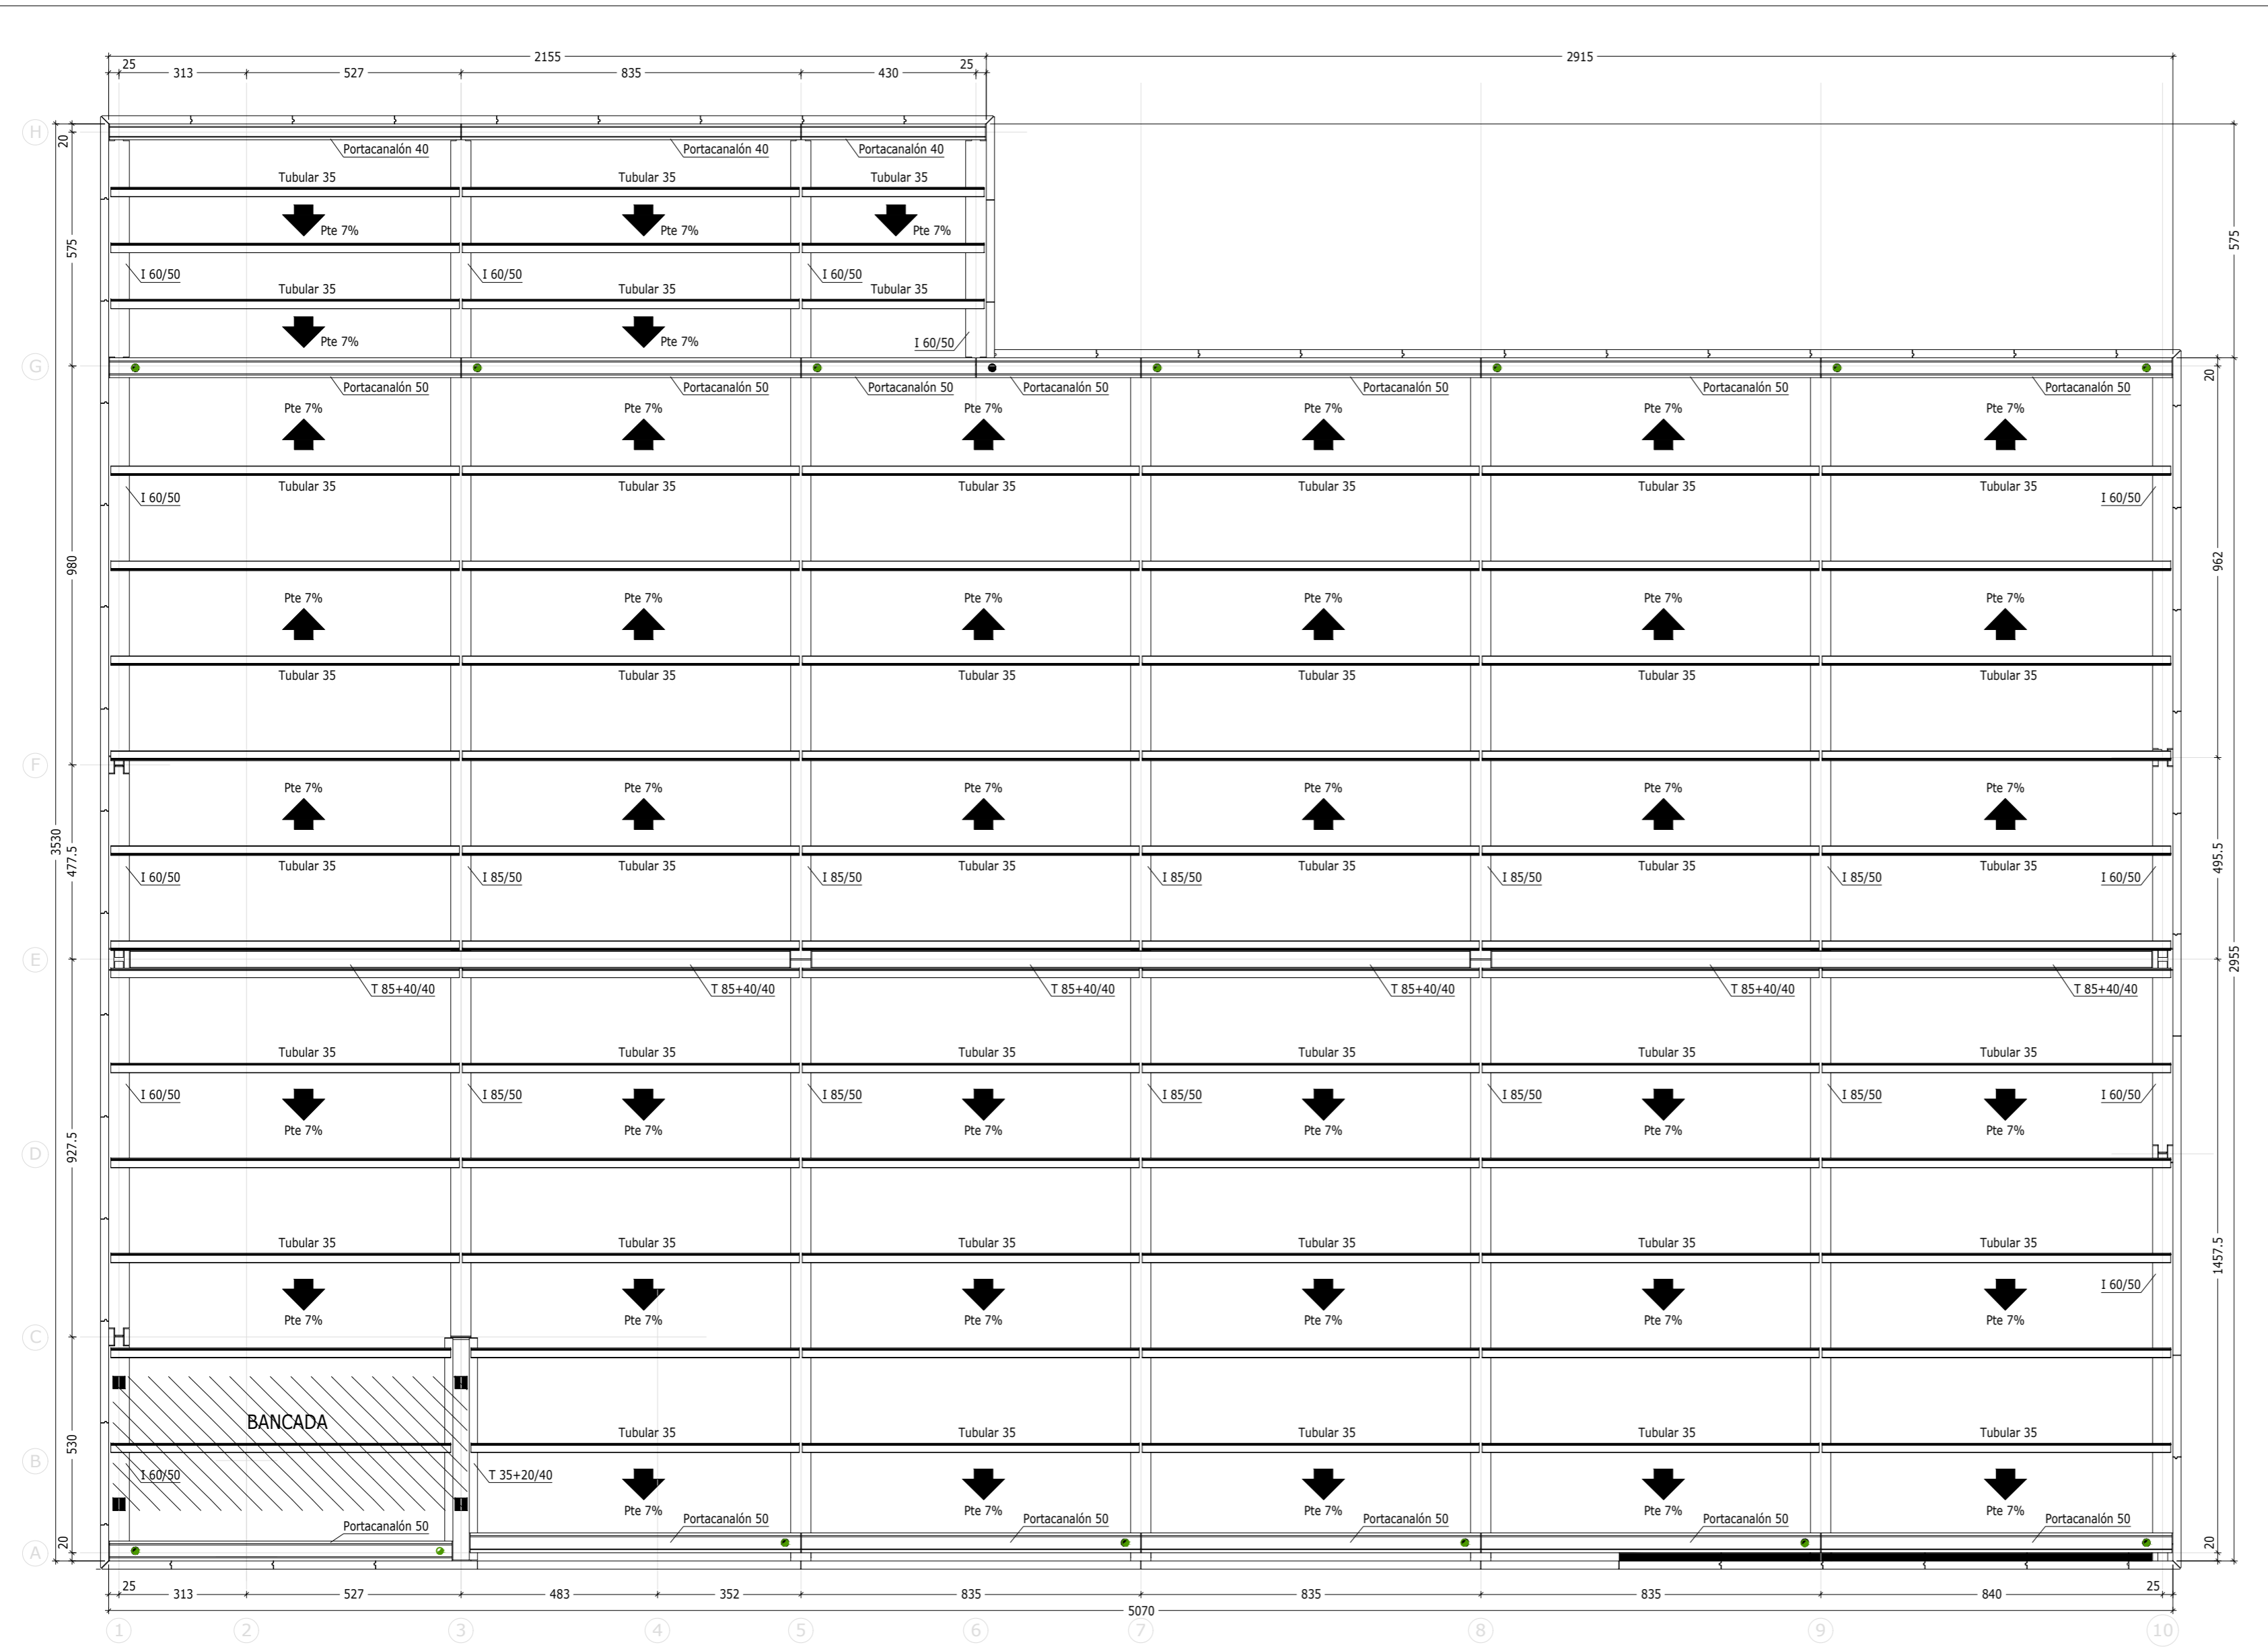 2155 2915
25 313 527 835 430 25
H
20
Portacanalón 40 Portacanalón 40 Portacanalón 40
Tubular 35 Tubular 35 Tubular 35
Pte 7% Pte 7% Pte 7%
575 575
I 60/50 I 60/50 I 60/50
Tubular 35 Tubular 35 Tubular 35
Pte 7% Pte 7% I 60/50
G
20
Portacanalón 50 Portacanalón 50 Portacanalón 50 Portacanalón 50 Portacanalón 50 Portacanalón 50 Portacanalón 50
Pte 7% Pte 7% Pte 7% Pte 7% Pte 7% Pte 7%
Tubular 35 Tubular 35 Tubular 35 Tubular 35 Tubular 35 Tubular 35
I 60/50 I 60/50
980 962
Pte 7% Pte 7% Pte 7% Pte 7% Pte 7% Pte 7%
Tubular 35 Tubular 35 Tubular 35 Tubular 35 Tubular 35 Tubular 35
F
Pte 7% Pte 7% Pte 7% Pte 7% Pte 7% Pte 7%
3530 477.5 495.5
Tubular 35 Tubular 35 Tubular 35 Tubular 35 Tubular 35 Tubular 35
I 60/50 I 85/50 I 85/50 I 85/50 I 85/50 I 85/50 I 60/50
E
2955
T 85+40/40 T 85+40/40 T 85+40/40 T 85+40/40 T 85+40/40 T 85+40/40
Tubular 35 Tubular 35 Tubular 35 Tubular 35 Tubular 35 Tubular 35
I 60/50 I 85/50 I 85/50 I 85/50 I 85/50 I 85/50 I 60/50
Pte 7% Pte 7% Pte 7% Pte 7% Pte 7% Pte 7%
D
927.5
Tubular 35 Tubular 35 Tubular 35 Tubular 35 Tubular 35 Tubular 35
1457.5
I 60/50
Pte 7% Pte 7% Pte 7% Pte 7% Pte 7% Pte 7%
C
BANCADA
530
Tubular 35 Tubular 35 Tubular 35 Tubular 35 Tubular 35
B
I 60/50 T 35+20/40
Pte 7% Pte 7% Pte 7% Pte 7% Pte 7%
Portacanalón 50 Portacanalón 50 Portacanalón 50 Portacanalón 50 Portacanalón 50 Portacanalón 50
20 20
A
25 313 527 483 352 835 835 835 840 25
5070
1 2 3 4 5 6 7 8 9 10